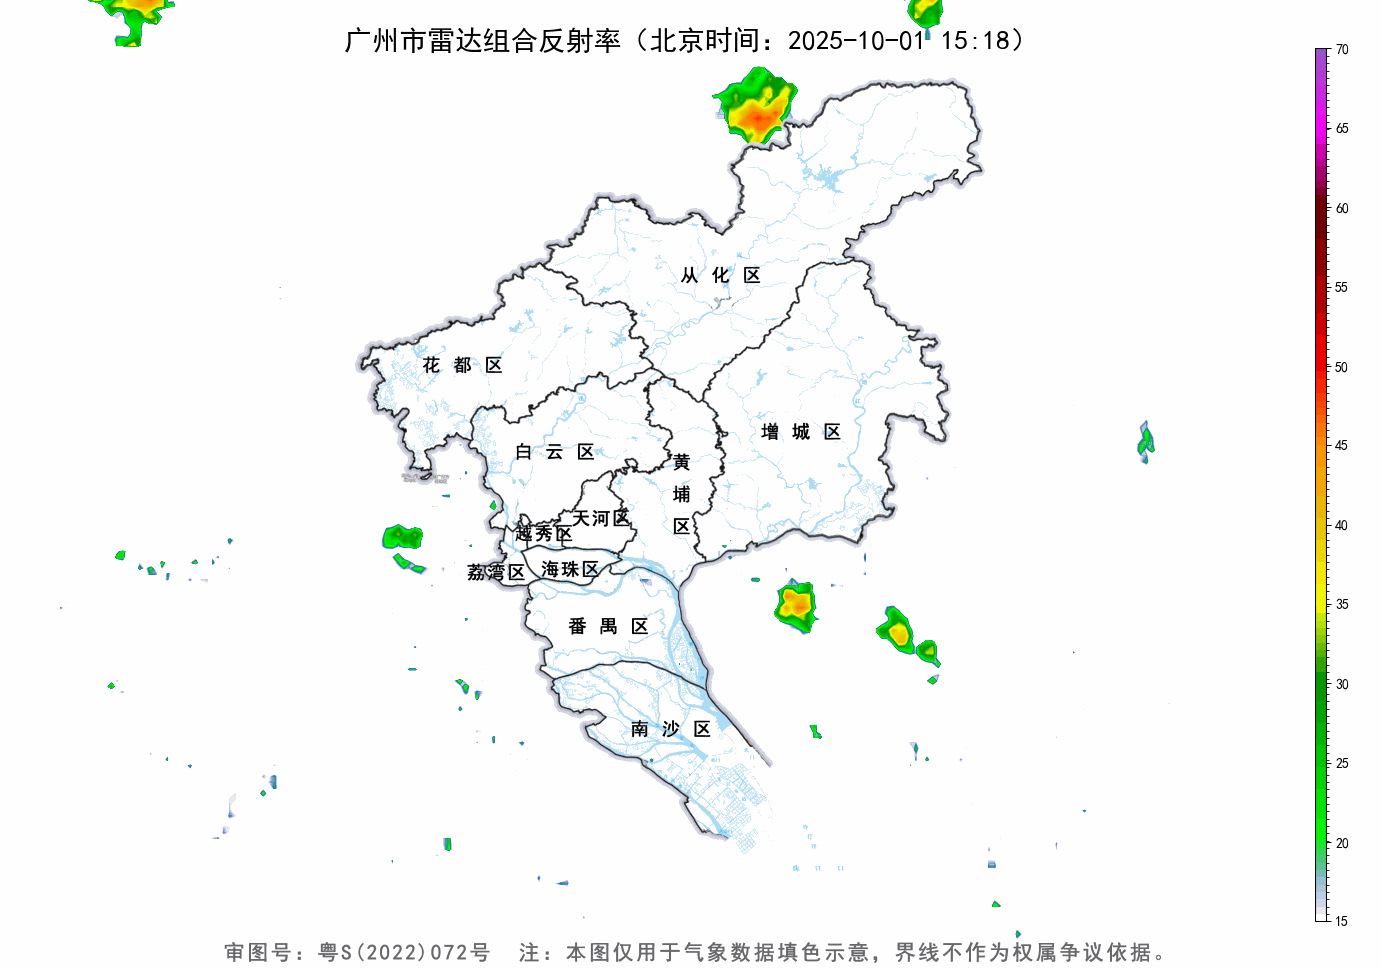 广州市雷达组合反射率（北京时间：2025-10-01 15:18）
70
65
60
55
50
45
40
35
30
25
20
15
从化区
花都区
增城区
白云区
黄埔区
天河区
越秀区
荔湾区
海珠区
番禺区
南沙区
审图号：粤S(2022)072号 注：本图仅用于气象数据填色示意，界线不作为权属争议依据。